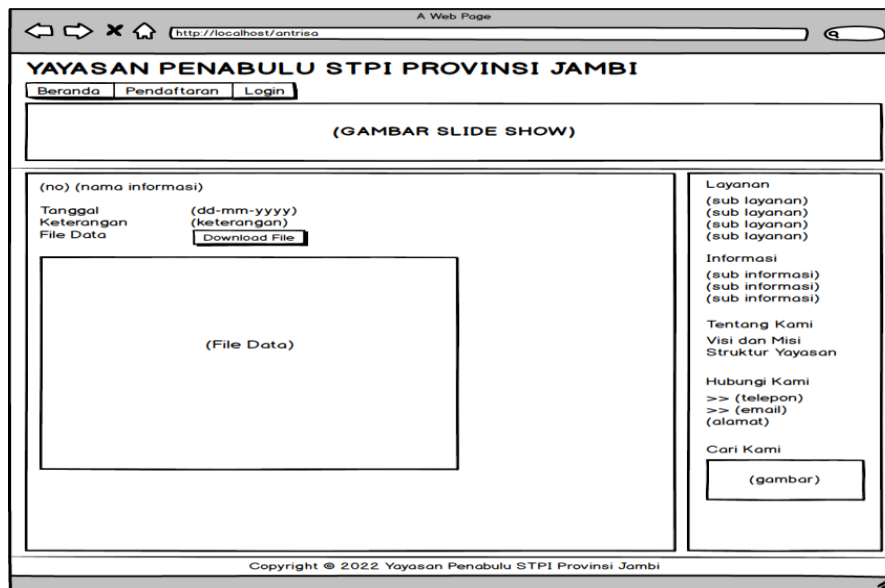 A Web Page
http://localhost/antrisa
YAYASAN PENABULU STPI PROVINSI JAMBI
Beranda Pendaftaran Login
(GAMBAR SLIDE SHOW)
(no) (nama informasi)
Tanggal (dd-mm-yyyy)
Keterangan (keterangan)
File Data Download File
(File Data)
Layanan
(sub layanan)
(sub layanan)
(sub layanan)
(sub layanan)
Informasi
(sub informasi)
(sub informasi)
(sub informasi)
Tentang Kami
Visi dan Misi
Struktur Yayasan
Hubungi Kami
>> (telepon)
>> (email)
(alamat)
Cari Kami
(gambar)
Copyright © 2022 Yayasan Penabulu STPI Provinsi Jambi